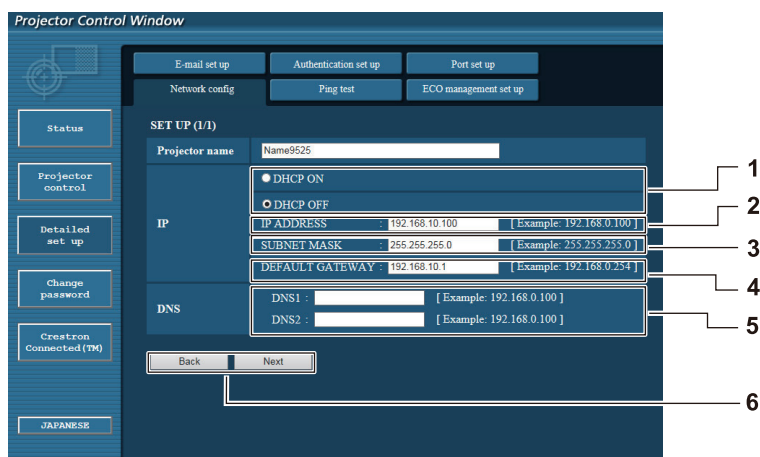 Projector Control Window
E-mail set up
Authentication set up
Port set up
Network config
Ping test
ECO management set up
Status
Projector
control
Detailed
set up
Change
password
Crestron
Connected(TM)
JAPANESE
SET UP (1/1)
Projector name
Name9525
IP
DHCP ON
DHCP OFF
IP ADDRESS : 192.168.10.100 [ Example: 192.168.0.100 ]
SUBNET MASK : 255.255.255.0 [ Example: 255.255.255.0 ]
DEFAULT GATEWAY : 192.168.10.1 [ Example: 192.168.0.254 ]
DNS
DNS1 : [ Example: 192.168.0.100 ]
DNS2 : [ Example: 192.168.0.100 ]
Back
Next
1
2
3
4
5
6